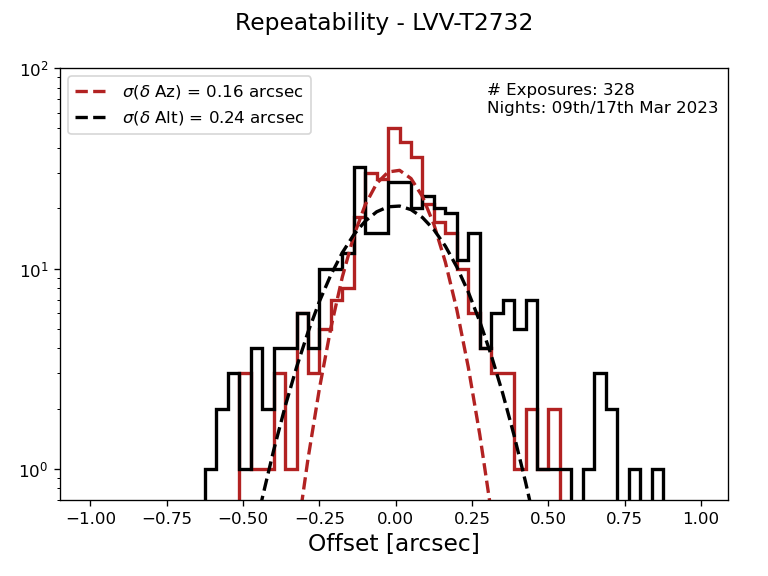 Repeatability - LVV-T2732
σ(δ Az) = 0.16 arcsec
σ(δ Alt) = 0.24 arcsec
# Exposures: 328
Nights: 09th/17th Mar 2023
10²
10¹
10⁰
−1.00 −0.75 −0.50 −0.25 0.00 0.25 0.50 0.75 1.00
Offset [arcsec]